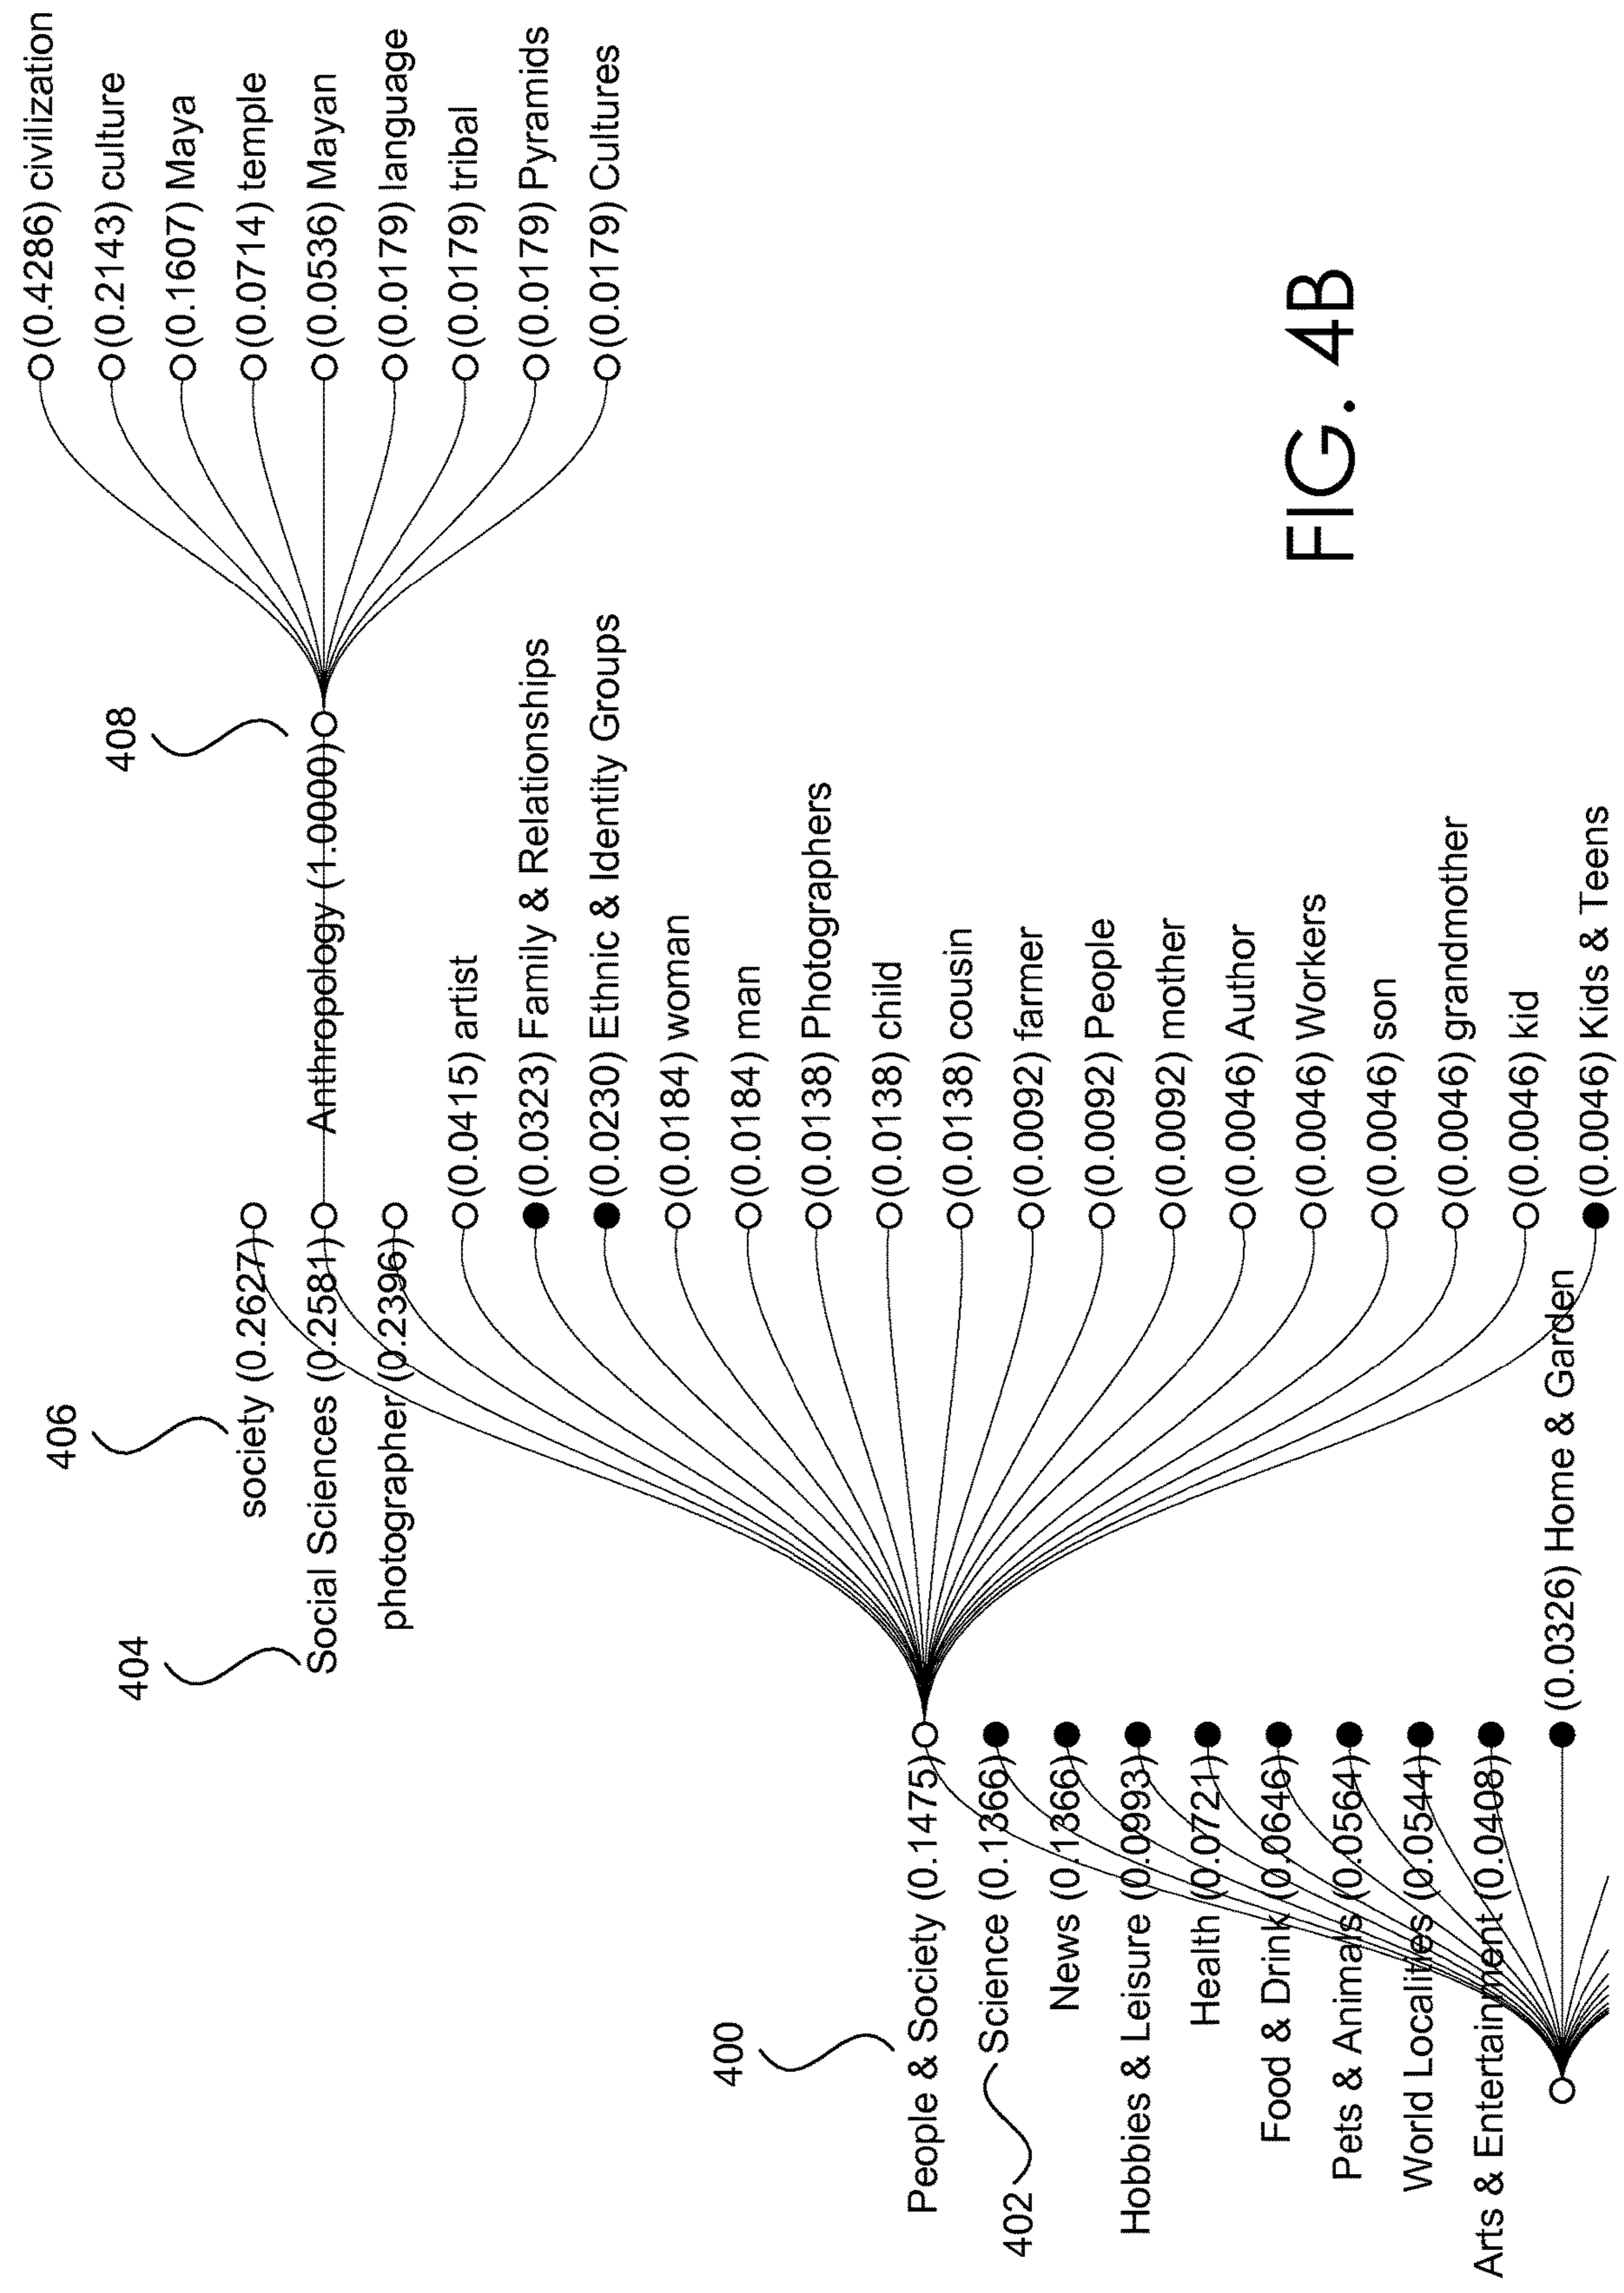 (0.4286) civilization
(0.2143) culture
(0.1607) Maya
(0.0714) temple
(0.0536) Mayan
(0.0179) language
(0.0179) tribal
(0.0179) Pyramids
(0.0179) Cultures
408
Anthropology (1.0000)
406
society (0.2627)
404
Social Sciences (0.2581)
photographer (0.2396)
(0.0415) artist
(0.0323) Family & Relationships
(0.0230) Ethnic & Identity Groups
(0.0184) woman
(0.0184) man
(0.0138) Photographers
(0.0138) child
(0.0138) cousin
(0.0092) farmer
(0.0092) People
(0.0092) mother
(0.0046) Author
(0.0046) Workers
(0.0046) son
(0.0046) grandmother
(0.0046) kid
(0.0046) Kids & Teens
400
People & Society (0.1475)
402
Science (0.1366)
News (0.1366)
Hobbies & Leisure (0.0993)
Health (0.0721)
Food & Drink (0.0646)
Pets & Animals (0.0564)
World Localities (0.0544)
Arts & Entertainment (0.0408)
(0.0326) Home & Garden
FIG. 4B